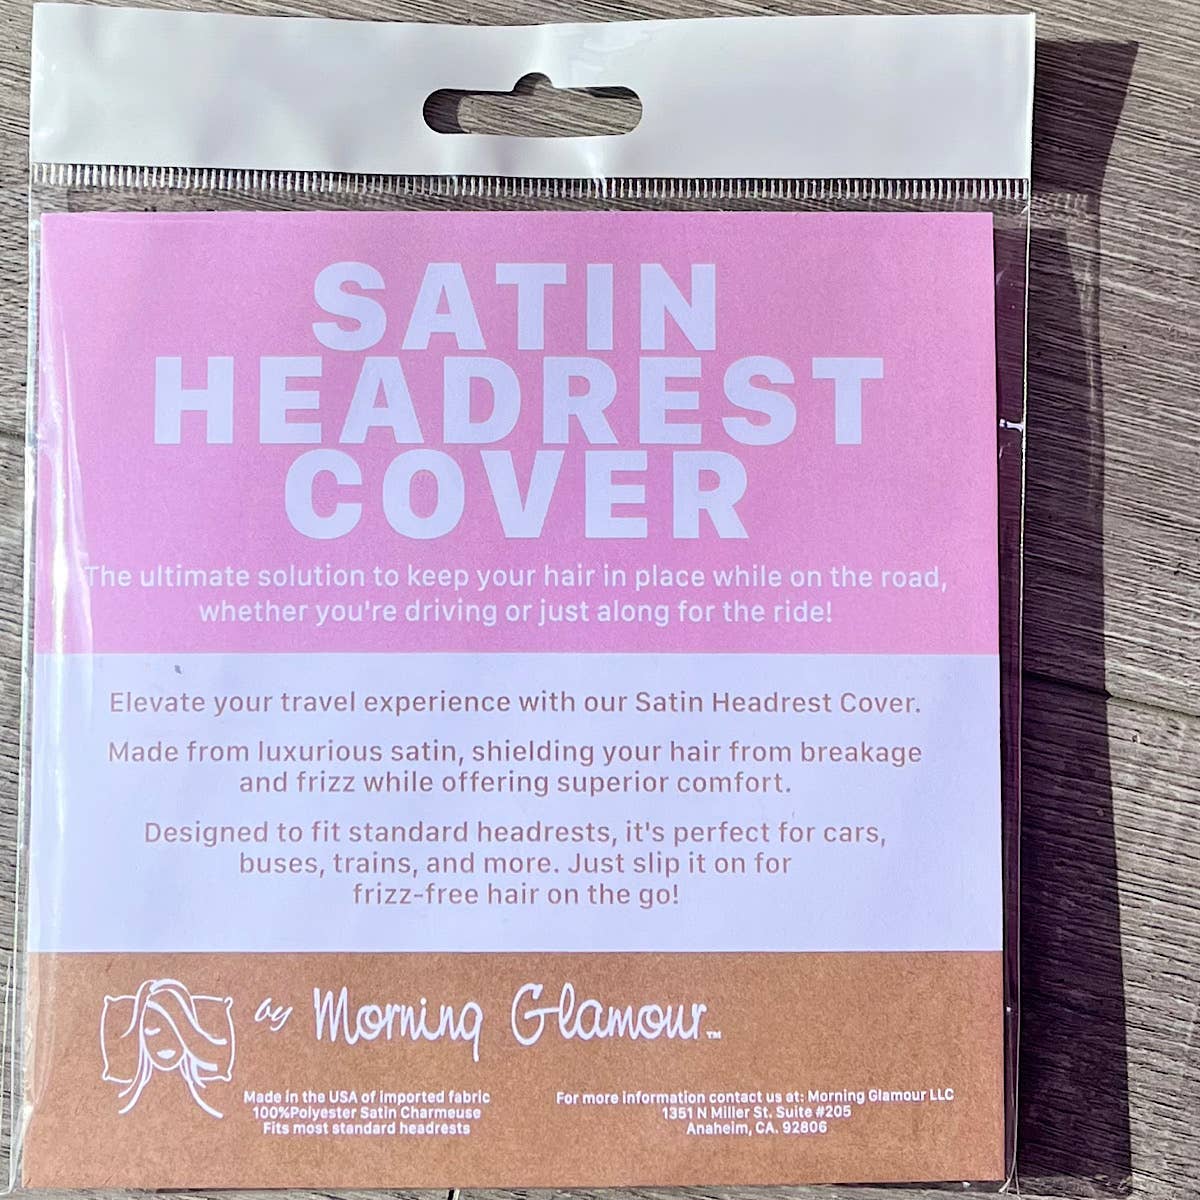 SATIN
HEADREST
COVER
The ultimate solution to keep your hair in place while on the road,
whether you're driving or just along for the ride!
Elevate your travel experience with our Satin Headrest Cover.
Made from luxurious satin, shielding your hair from breakage
and frizz while offering superior comfort.
Designed to fit standard headrests, it's perfect for cars,
buses, trains, and more. Just slip it on for
frizz-free hair on the go!
by Morning Glamour™
Made in the USA of imported fabric
100%Polyester Satin Charmeuse
Fits most standard headrests
For more information contact us at: Morning Glamour LLC
1351 N Miller St. Suite #205
Anaheim, CA. 92806